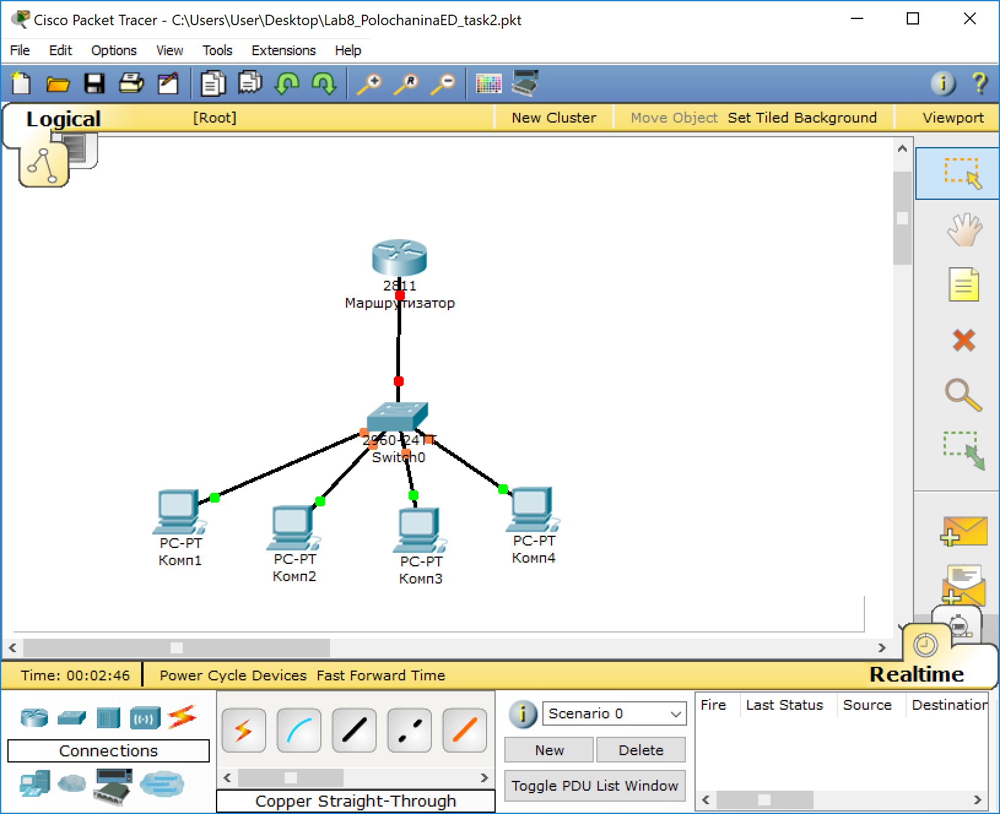 Cisco Packet Tracer - C:\Users\User\Desktop\Lab8_PolochaninaED_task2.pkt
File Edit Options View Tools Extensions Help
R
i ?
Logical [Root] New Cluster Move Object Set Tiled Background Viewport
2811
Маршрутизатор
2960-24TT
Switch0
PC-PT
Комп1
PC-PT
Комп2
PC-PT
Комп3
PC-PT
Комп4
Time: 00:02:46 Power Cycle Devices Fast Forward Time Realtime
Connections
Copper Straight-Through
i Scenario 0
New Delete
Toggle PDU List Window
Fire Last Status Source Destination